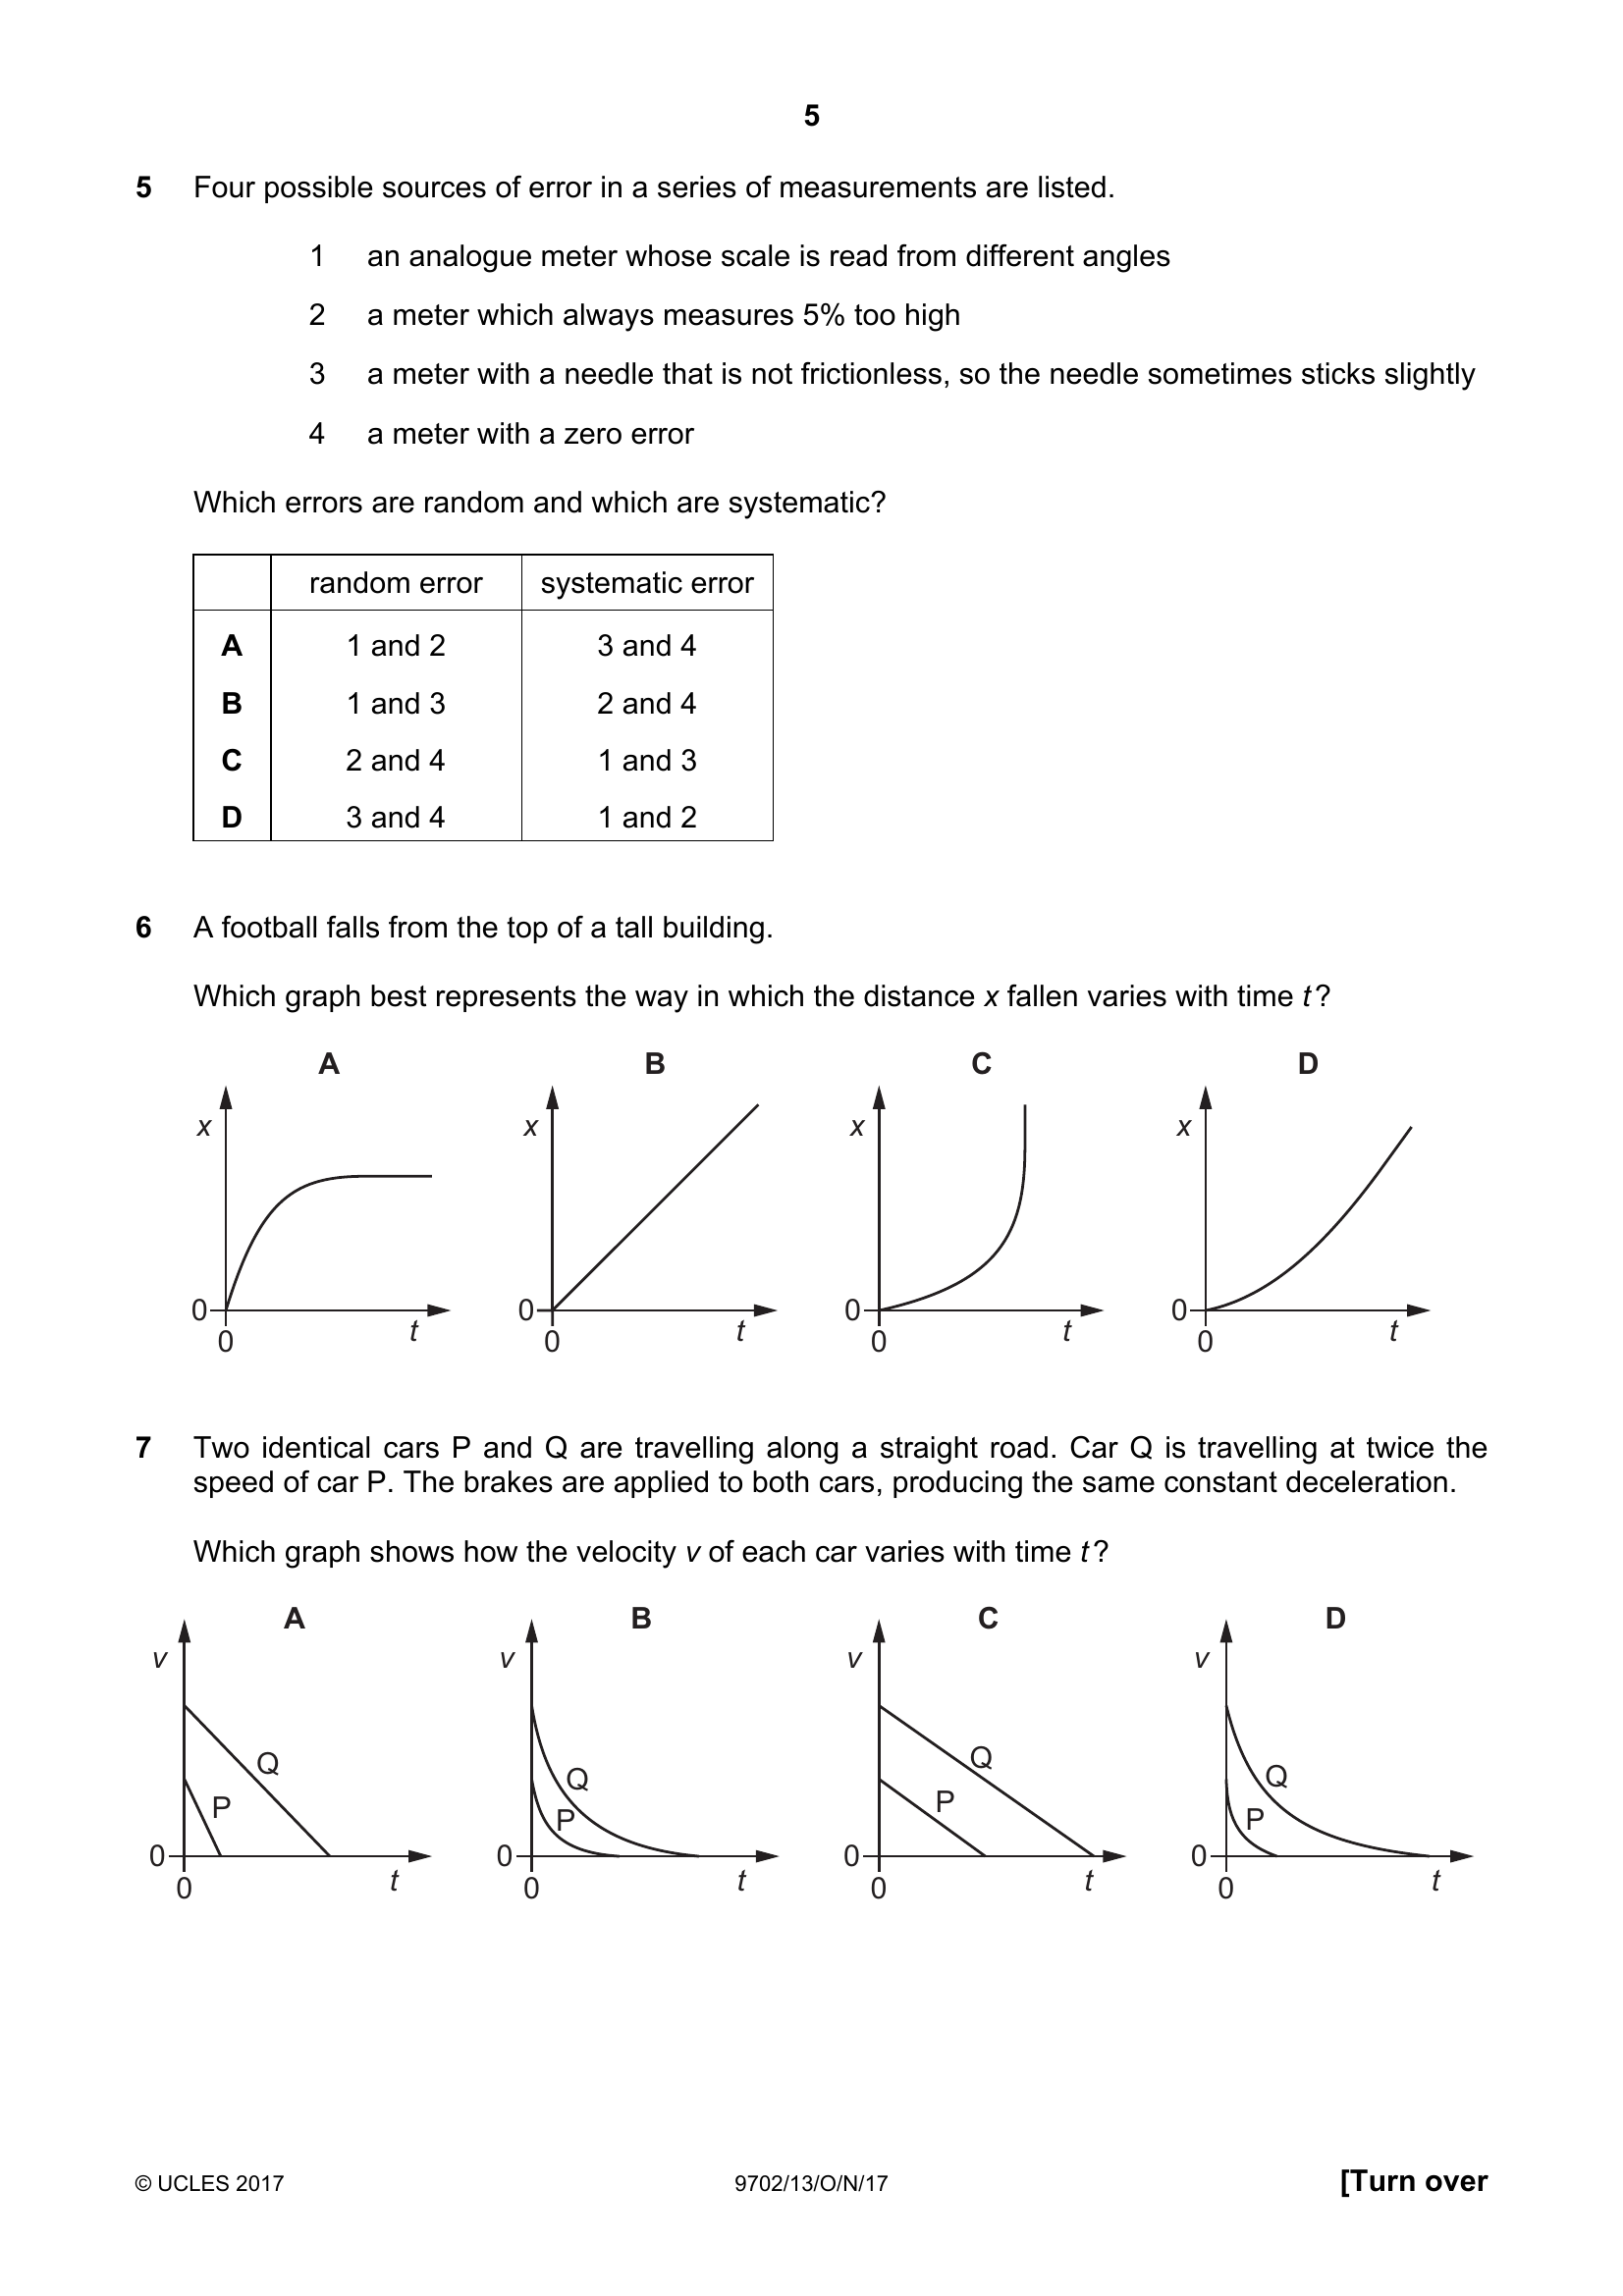 5
5 Four possible sources of error in a series of measurements are listed.
1 an analogue meter whose scale is read from different angles
2 a meter which always measures 5% too high
3 a meter with a needle that is not frictionless, so the needle sometimes sticks slightly
4 a meter with a zero error
Which errors are random and which are systematic?
random error systematic error
A 1 and 2 3 and 4
B 1 and 3 2 and 4
C 2 and 4 1 and 3
D 3 and 4 1 and 2
6 A football falls from the top of a tall building.
Which graph best represents the way in which the distance x fallen varies with time t?
A B C D
x x x x
0 0 0 0
t t t t
0 0 0 0
7 Two identical cars P and Q are travelling along a straight road. Car Q is travelling at twice the
speed of car P. The brakes are applied to both cars, producing the same constant deceleration.
Which graph shows how the velocity v of each car varies with time t?
A B C D
v v v v
Q Q Q Q
P P P P
0 0 0 0
t t t t
0 0 0 0
© UCLES 2017 9702/13/O/N/17 [Turn over